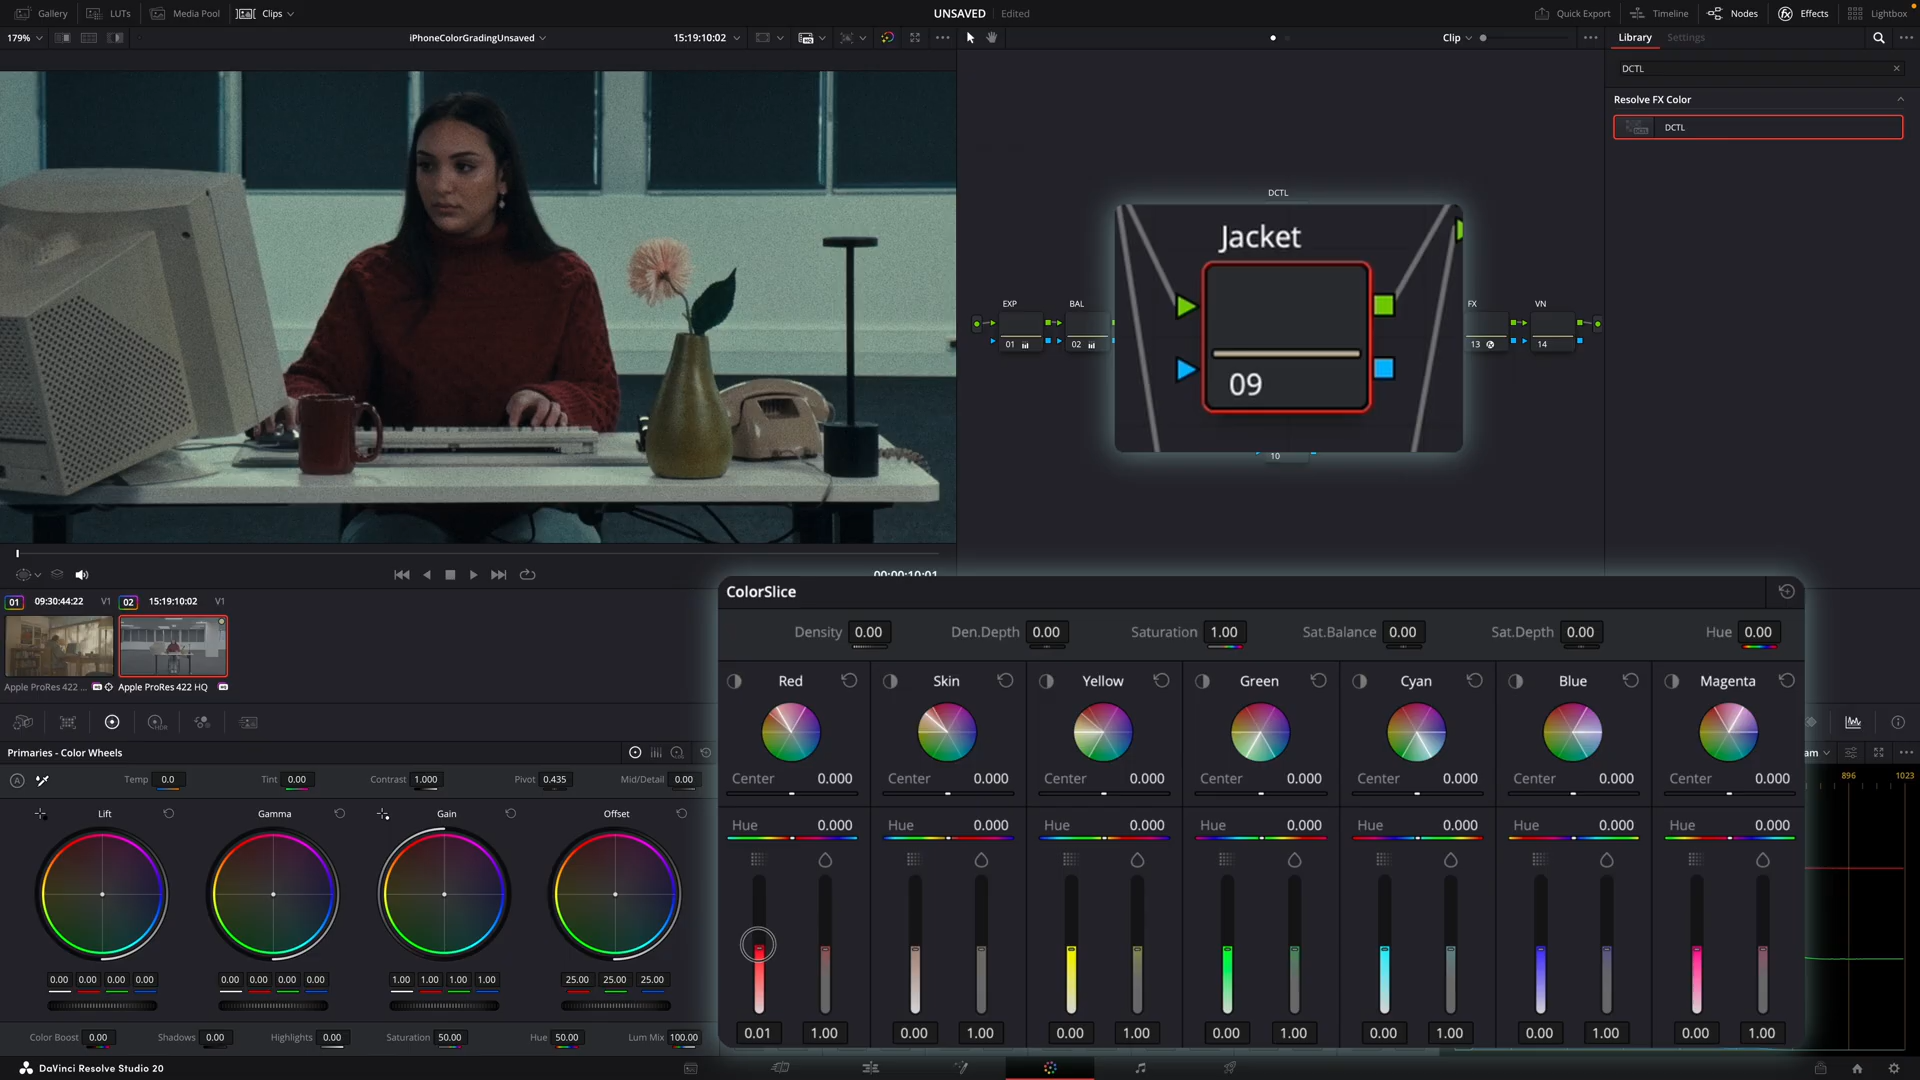 Gallery LUTs Media Pool Clips UNSAVED Edited Quick Export Timeline Nodes Effects Lightbox
179% iPhoneColorGradingUnsaved 15:19:10:02 Clip Library Settings
DCTL
Resolve FX Color
DCTL
DCTL
Jacket
09
EXP BAL FX VN
01 02 13 14
10
00:00:10:01
01 09:30:44:22 V1 02 15:19:10:02 V1
Apple ProRes 422 ... Apple ProRes 422 HQ
ColorSlice
Density 0.00 Den.Depth 0.00 Saturation 1.00 Sat.Balance 0.00 Sat.Depth 0.00 Hue 0.00
Red Skin Yellow Green Cyan Blue Magenta
Center 0.000 Center 0.000 Center 0.000 Center 0.000 Center 0.000 Center 0.000 Center 0.000
Hue 0.000 Hue 0.000 Hue 0.000 Hue 0.000 Hue 0.000 Hue 0.000 Hue 0.000
0.01 1.00 0.00 1.00 0.00 1.00 0.00 1.00 0.00 1.00 0.00 1.00 0.00 1.00
HDR
Primaries - Color Wheels
A Temp 0.0 Tint 0.00 Contrast 1.000 Pivot 0.435 Mid/Detail 0.00
Lift Gamma Gain Offset
0.00 0.00 0.00 0.00 0.00 0.00 0.00 0.00 1.00 1.00 1.00 1.00 25.00 25.00 25.00
Color Boost 0.00 Shadows 0.00 Highlights 0.00 Saturation 50.00 Hue 50.00 Lum Mix 100.00
am
896 1023
DaVinci Resolve Studio 20